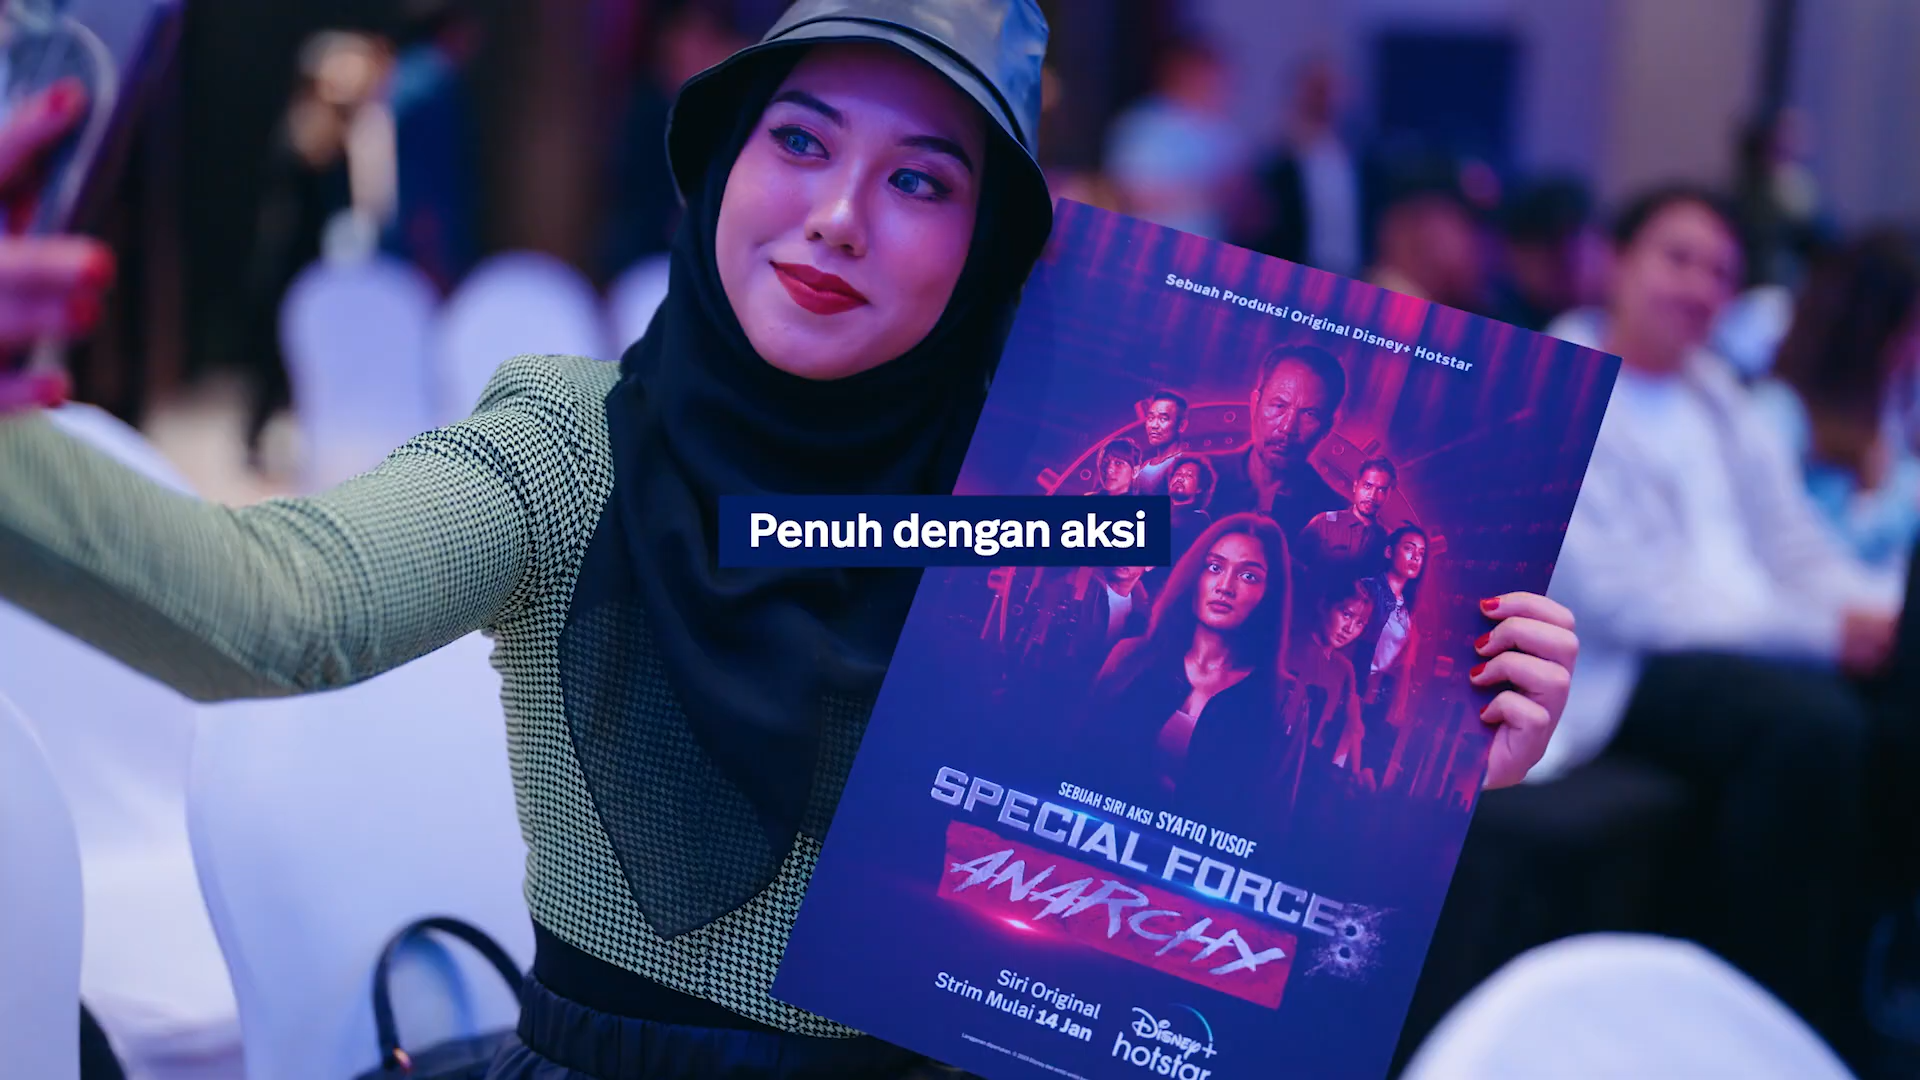 Sebuah Produksi Original Disney+ Hotstar
Penuh dengan aksi
SEBUAH SIRI AKSI SYAFIQ YUSOF
SPECIAL FORCE:
ANARCHY
Siri Original
Strim Mulai 14 Jan
Disney+
hotstar